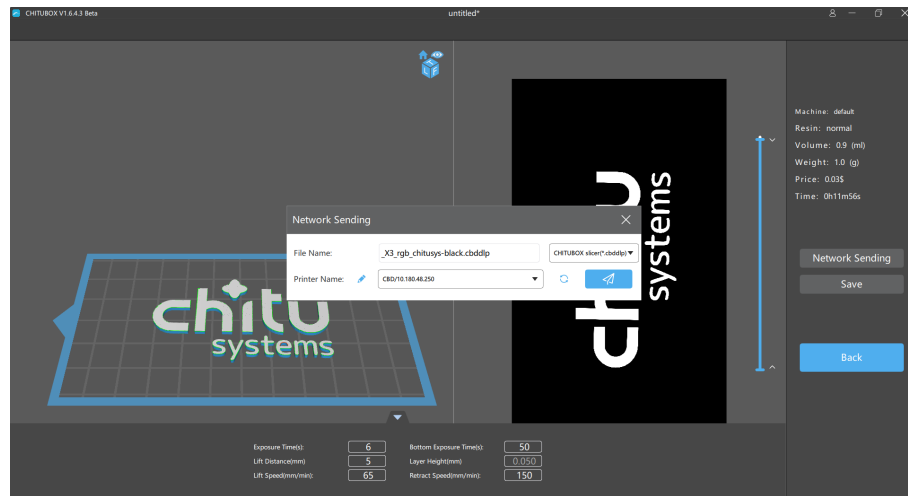 CHITUBOX V1.6.4.3 Beta
untitled*
Machine: default
Resin: normal
Volume: 0.9 (ml)
Weight: 1.0 (g)
Price: 0.03$
Time: 0h11m56s
Network Sending
File Name:
_X3_rgb_chitusys-black.cbddlp
CHITUBOX slicer(*.cbddlp)
Printer Name:
CBD/10.180.48.250
chitu
systems
chitu
systems
Network Sending
Save
Back
Exposure Time(s): 6
Bottom Exposure Time(s): 50
Lift Distance(mm) 5
Layer Height(mm) 0.050
Lift Speed(mm/min): 65
Retract Speed(mm/min): 150